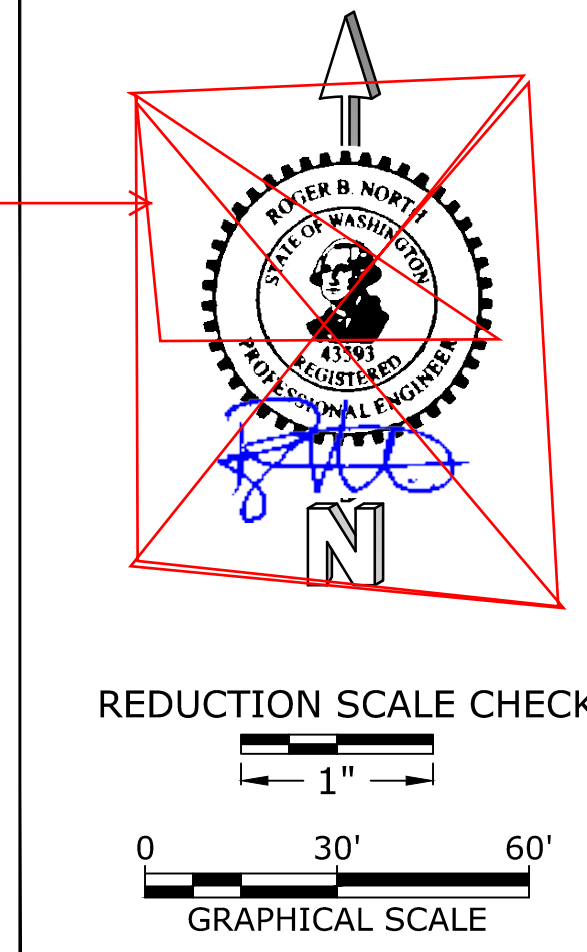 ROGER B. NORTH
STATE OF WASHINGTON
43593
REGISTERED
PROFESSIONAL ENGINEER
N
REDUCTION SCALE CHECK
1"
0 30' 60'
GRAPHICAL SCALE